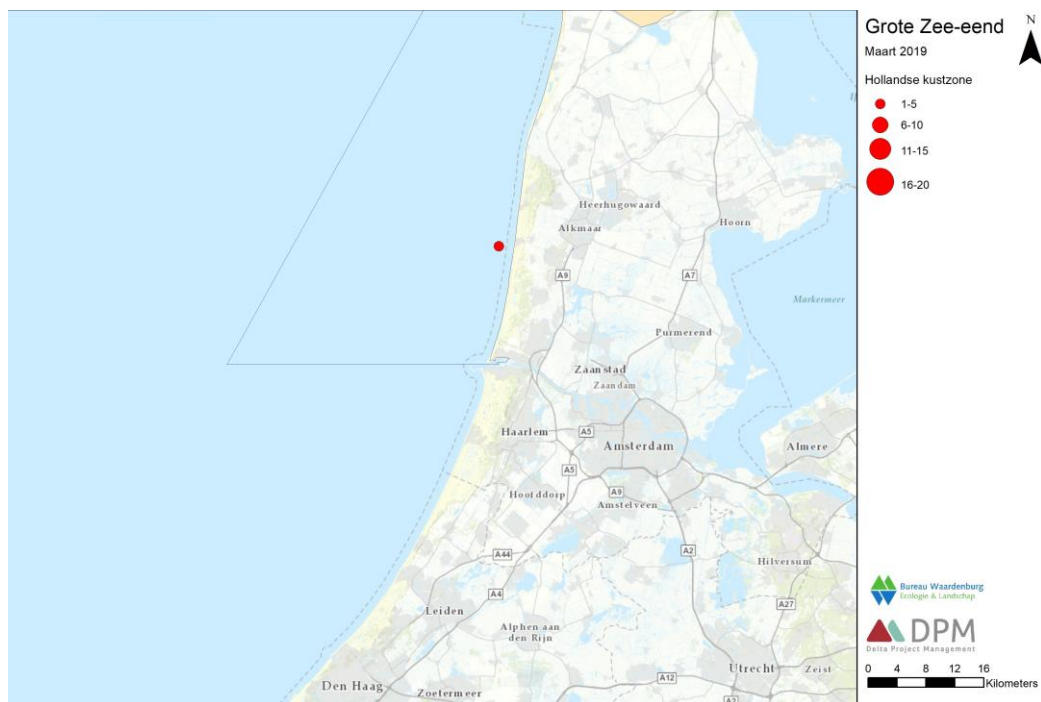 Grote Zee-eend
N
Maart 2019
Hollandse kustzone
1-5
6-10
11-15
16-20
Heerhugowaard
Alkmaar
Hoorn
A9
A7
Markermeer
Purmerend
Zaanstad
Zaandam
Haarlem
A5
Amsterdam
Almere
A5
A9
Hoofddorp
Amstelveen
A44
A2
Hilversum
A4
A27
Leiden
Alphen aan
den Rijn
Utrecht
Zeist
Den Haag
Zoetermeer
A12
Bureau Waardenburg
Ecologie & Landschap
DPM
Delta Project Management
0 4 8 12 16
Kilometers